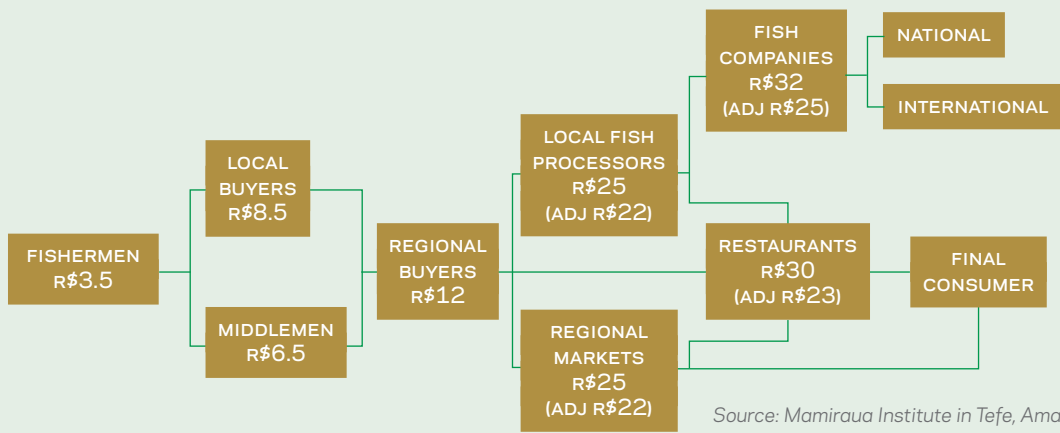 FISHERMEN
R$3.5
LOCAL
BUYERS
R$8.5
MIDDLEMEN
R$6.5
REGIONAL
BUYERS
R$12
LOCAL FISH
PROCESSORS
R$25
(ADJ R$22)
REGIONAL
MARKETS
R$25
(ADJ R$22)
FISH
COMPANIES
R$32
(ADJ R$25)
RESTAURANTS
R$30
(ADJ R$23)
NATIONAL
INTERNATIONAL
FINAL
CONSUMER
Source: Mamiraua Institute in Tefe, Ama